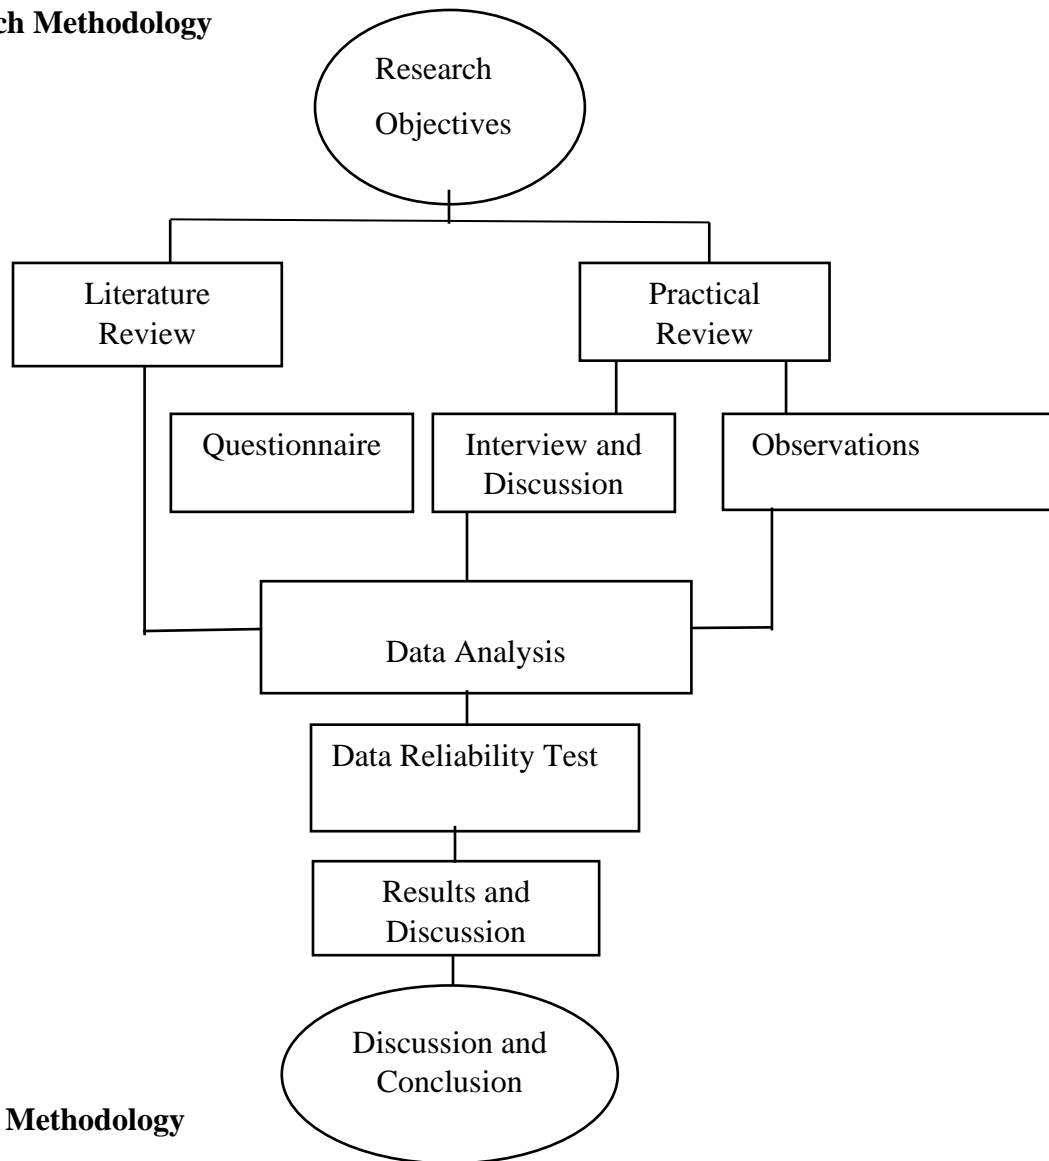 ch Methodology
Research
Objectives
Literature
Review
Practical
Review
Questionnaire
Interview and
Discussion
Observations
Data Analysis
Data Reliability Test
Results and
Discussion
Discussion and
Conclusion
Methodology